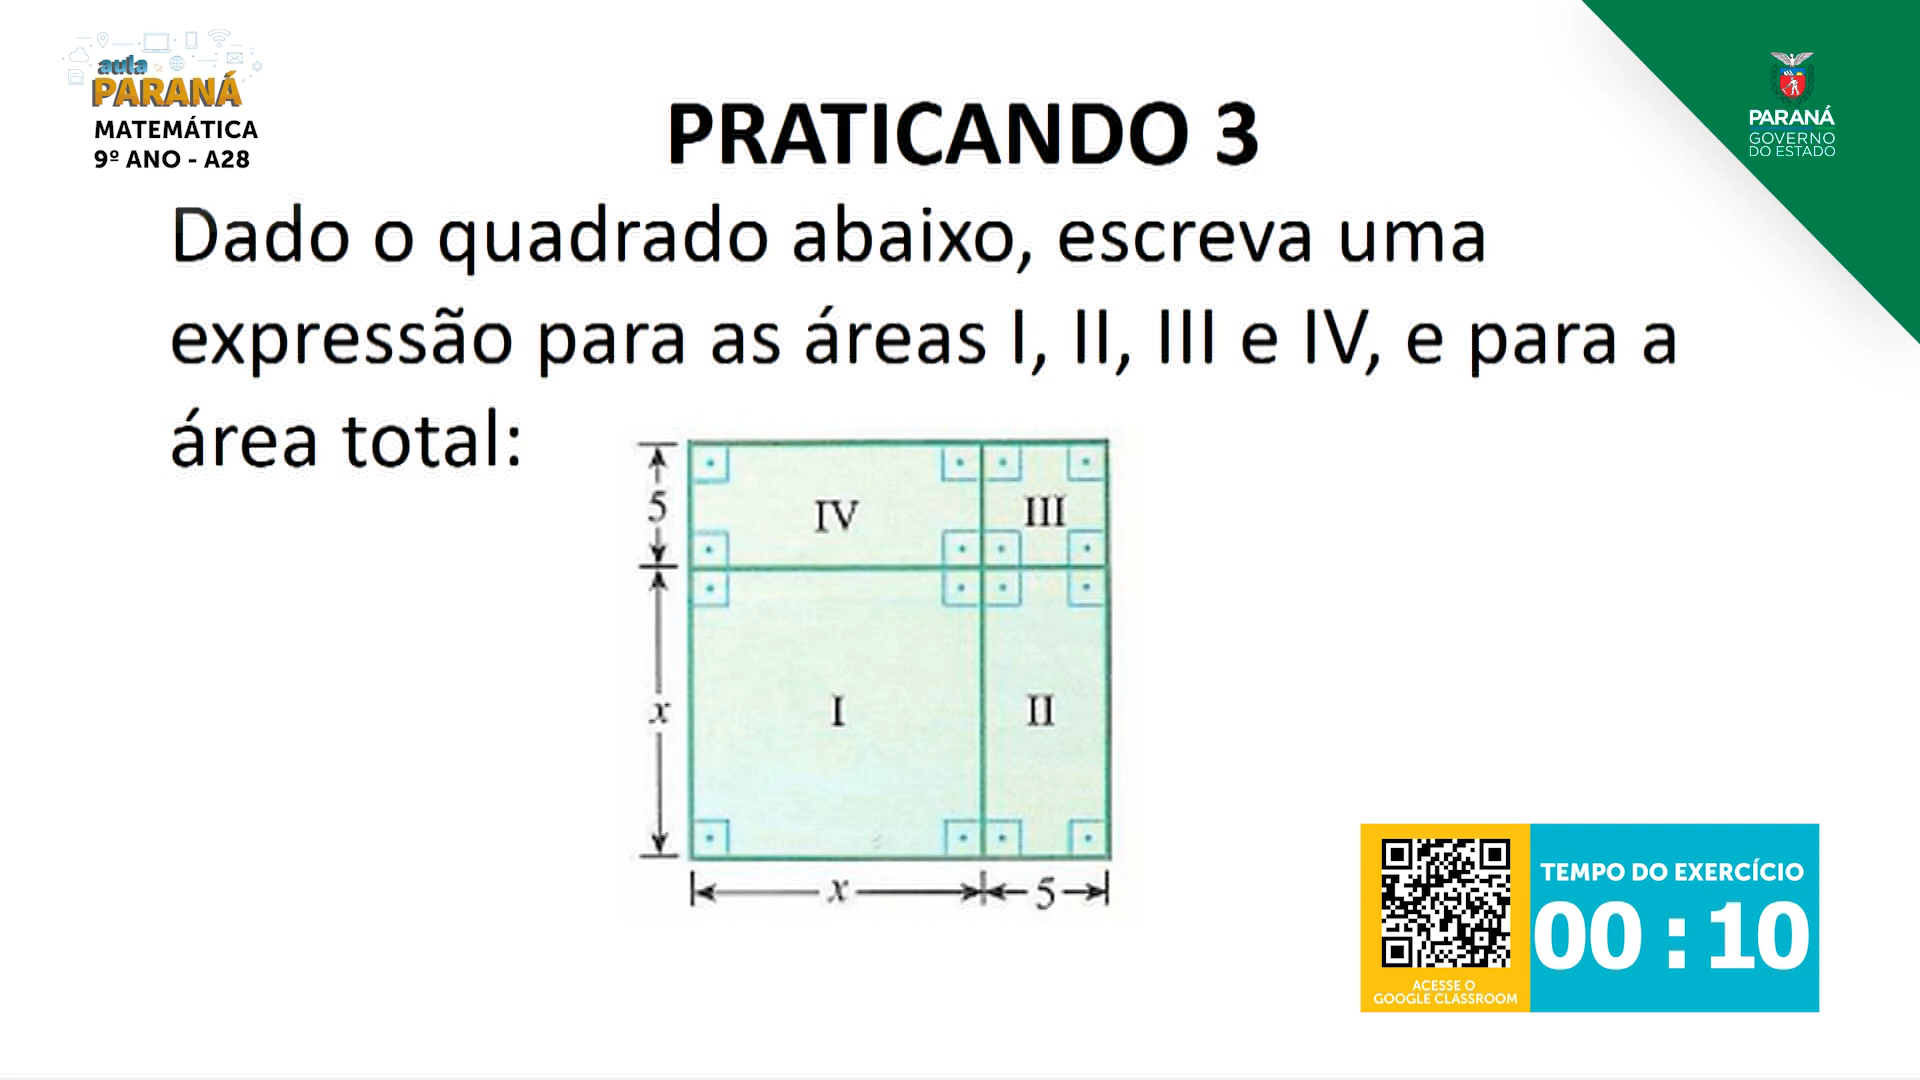 aula
PARANÁ
MATEMÁTICA
9º ANO - A28
PARANÁ
GOVERNO
DO ESTADO
PRATICANDO 3
Dado o quadrado abaixo, escreva uma
expressão para as áreas I, II, III e IV, e para a
área total:
5
IV
III
x
I
II
x
5
TEMPO DO EXERCÍCIO
00 : 10
ACESSE O
GOOGLE CLASSROOM